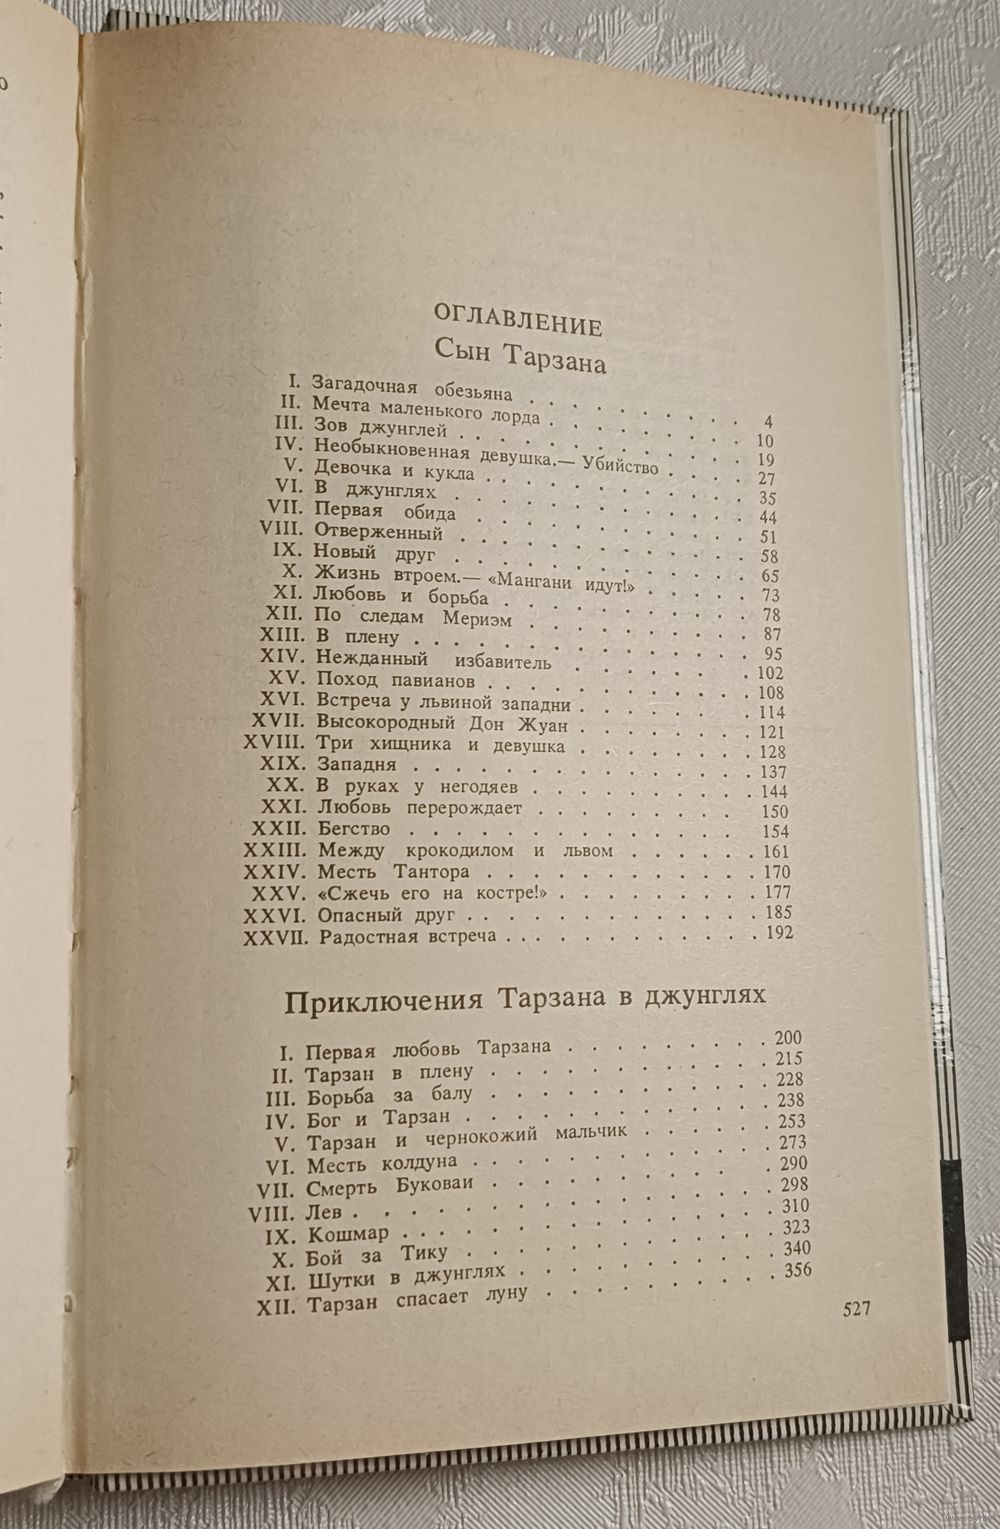 ОГЛАВЛЕНИЕ
Сын Тарзана
I. Загадочная обезьяна . . . . . . . . . 4
II. Мечта маленького лорда . . . . . . . . . 10
III. Зов джунглей . . . . . . . . . . . 19
IV. Необыкновенная девушка.— Убийство . . . . 27
V. Девочка и кукла . . . . . . . . . . . 35
VI. В джунглях . . . . . . . . . . . . 44
VII. Первая обида . . . . . . . . . . . 51
VIII. Отверженный . . . . . . . . . . . 58
IX. Новый друг . . . . . . . . . . . . 65
X. Жизнь втроем.— «Мангани идут!» . . . . . 73
XI. Любовь и борьба . . . . . . . . . . 78
XII. По следам Мериэм . . . . . . . . . 87
XIII. В плену . . . . . . . . . . . . . 95
XIV. Нежданный избавитель . . . . . . . . 102
XV. Поход павианов . . . . . . . . . . . 108
XVI. Встреча у львиной западни . . . . . . . 114
XVII. Высокородный Дон Жуан . . . . . . . 121
XVIII. Три хищника и девушка . . . . . . . 128
XIX. Западня . . . . . . . . . . . . . 137
XX. В руках у негодяев . . . . . . . . . 144
XXI. Любовь перерождает . . . . . . . . 150
XXII. Бегство . . . . . . . . . . . . . 154
XXIII. Между крокодилом и львом . . . . . . 161
XXIV. Месть Тантора . . . . . . . . . . . 170
XXV. «Сжечь его на костре!» . . . . . . . . 177
XXVI. Опасный друг . . . . . . . . . . . . 185
XXVII. Радостная встреча . . . . . . . . . . . 192
Приключения Тарзана в джунглях
I. Первая любовь Тарзана . . . . . . . . . 200
II. Тарзан в плену . . . . . . . . . . . 215
III. Борьба за балу . . . . . . . . . . . 228
IV. Бог и Тарзан . . . . . . . . . . . . 238
V. Тарзан и чернокожий мальчик . . . . . . 253
VI. Месть колдуна . . . . . . . . . . . . 273
VII. Смерть Буковаи . . . . . . . . . . . 290
VIII. Лев . . . . . . . . . . . . . . . . 298
IX. Кошмар . . . . . . . . . . . . . . 310
X. Бой за Тику . . . . . . . . . . . . 323
XI. Шутки в джунглях . . . . . . . . . . 340
XII. Тарзан спасает луну . . . . . . . . . 356
527